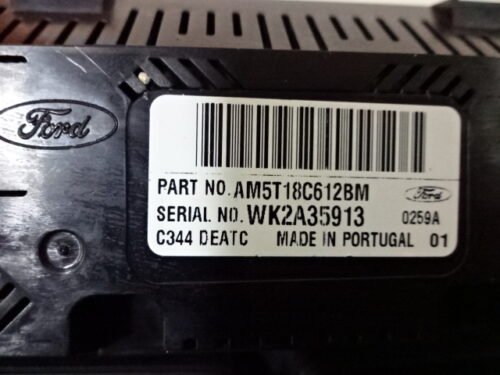 Ford
PART NO. AM5T18C612BM
Ford
SERIAL NO. WK2A35913
0259A
C344 DEATC MADE IN PORTUGAL 01